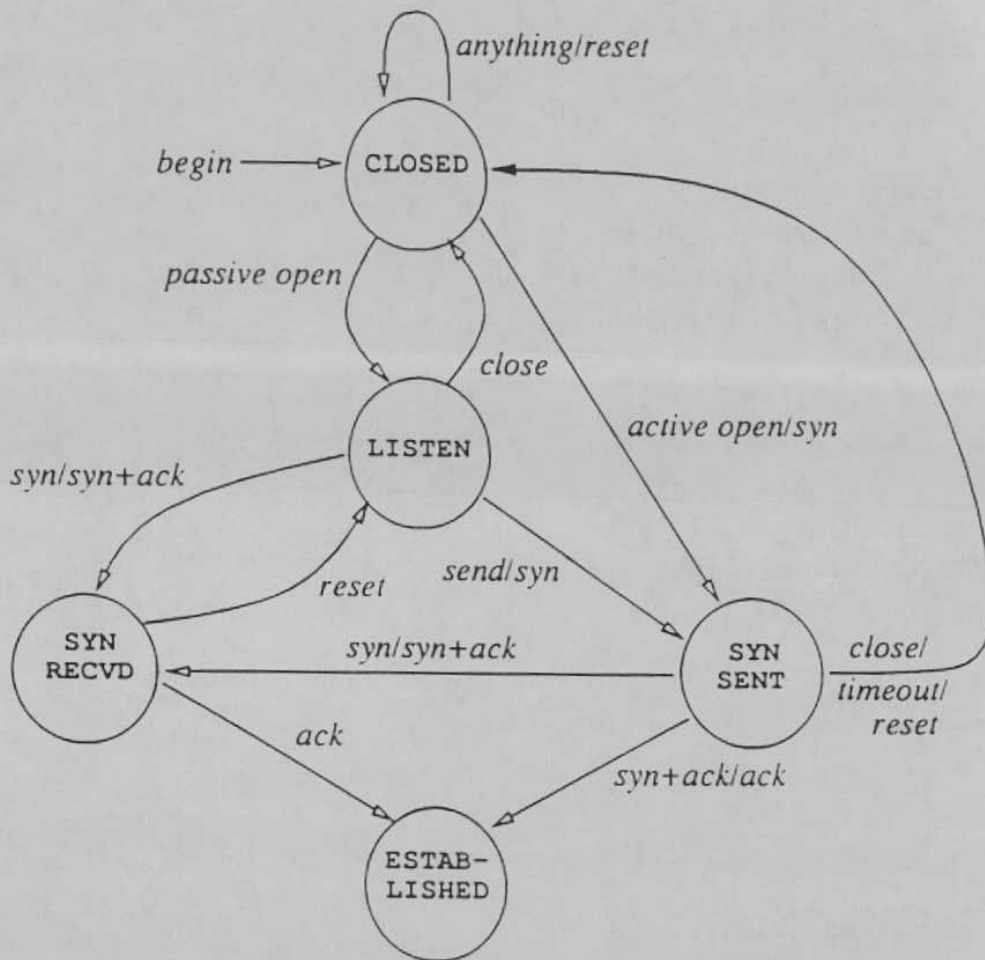 anything/reset
begin
CLOSED
passive open
close
active open/syn
LISTEN
syn/syn+ack
reset
send/syn
SYN
RECVD
syn/syn+ack
SYN
SENT
close/
timeout/
reset
ack
syn+ack/ack
ESTAB-
LISHED